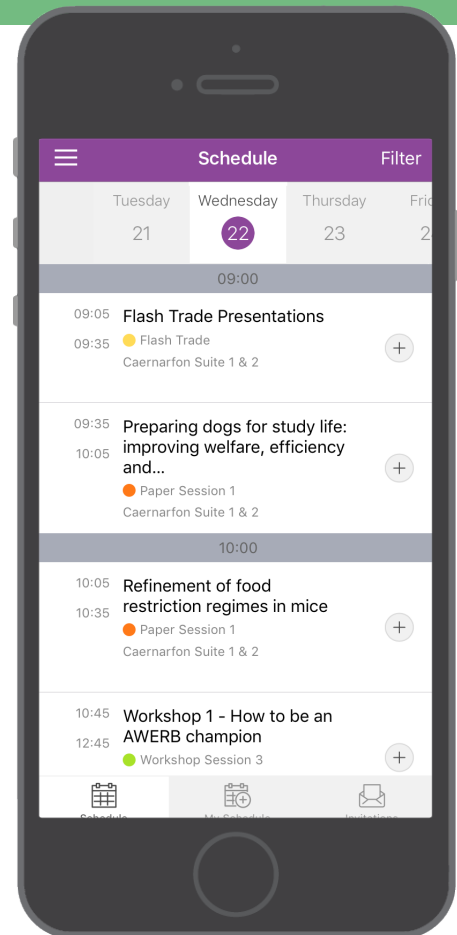 Schedule
Filter
Tuesday
Wednesday
Thursday
21
22
23
09:00
09:05 Flash Trade Presentations
09:35 Flash Trade
Caernarfon Suite 1 & 2
09:35 Preparing dogs for study life:
10:05 improving welfare, efficiency
and...
Paper Session 1
Caernarfon Suite 1 & 2
10:00
10:05 Refinement of food
10:35 restriction regimes in mice
Paper Session 1
Caernarfon Suite 1 & 2
10:45 Workshop 1 - How to be an
12:45 AWERB champion
Workshop Session 3
Schedule
My Schedule
Invitations